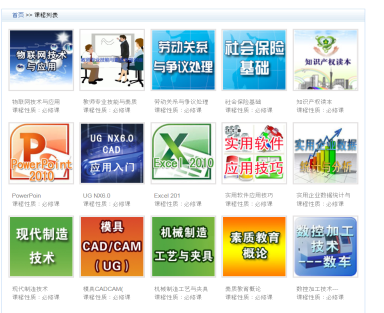 首页 >> 课程列表
物联网技术
与应用
劳动关系
与争议处理
社会保险
基础
知识产权读本
物联网技术与应用
教师专业技能与素质
劳动关系与争议处理
社会保险基础
知识产权读本
课程性质：必修课
课程性质：必修课
课程性质：必修课
课程性质：必修课
课程性质：必修课
PowerPoint
2010
UG NX6.0
CAD
应用入门
Excel 2010
实用软件
应用技巧
实用企业数据
统计与分析
PowerPoin
UG NX6.0
Excel 201
实用软件应用技巧
实用企业数据统计与
课程性质：必修课
课程性质：必修课
课程性质：必修课
课程性质：必修课
课程性质：必修课
现代制造
技术
模具
CAD/CAM
（UG）
机械制造
工艺与夹具
素质教育
概论
数控加工
技术
---数车
现代制造技术
模具CADCAM(
机械制造工艺与夹具
素质教育概论
数控加工技术---
课程性质：必修课
课程性质：必修课
课程性质：必修课
课程性质：必修课
课程性质：必修课